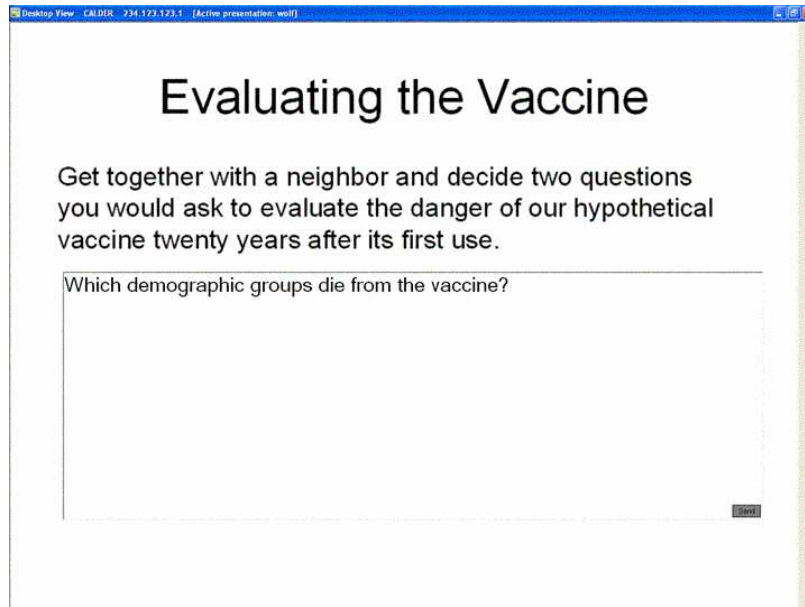 Desktop View CALDER 234.123.123.1 [Active presentation: wolf]
Evaluating the Vaccine
Get together with a neighbor and decide two questions
you would ask to evaluate the danger of our hypothetical
vaccine twenty years after its first use.
Which demographic groups die from the vaccine?
Send